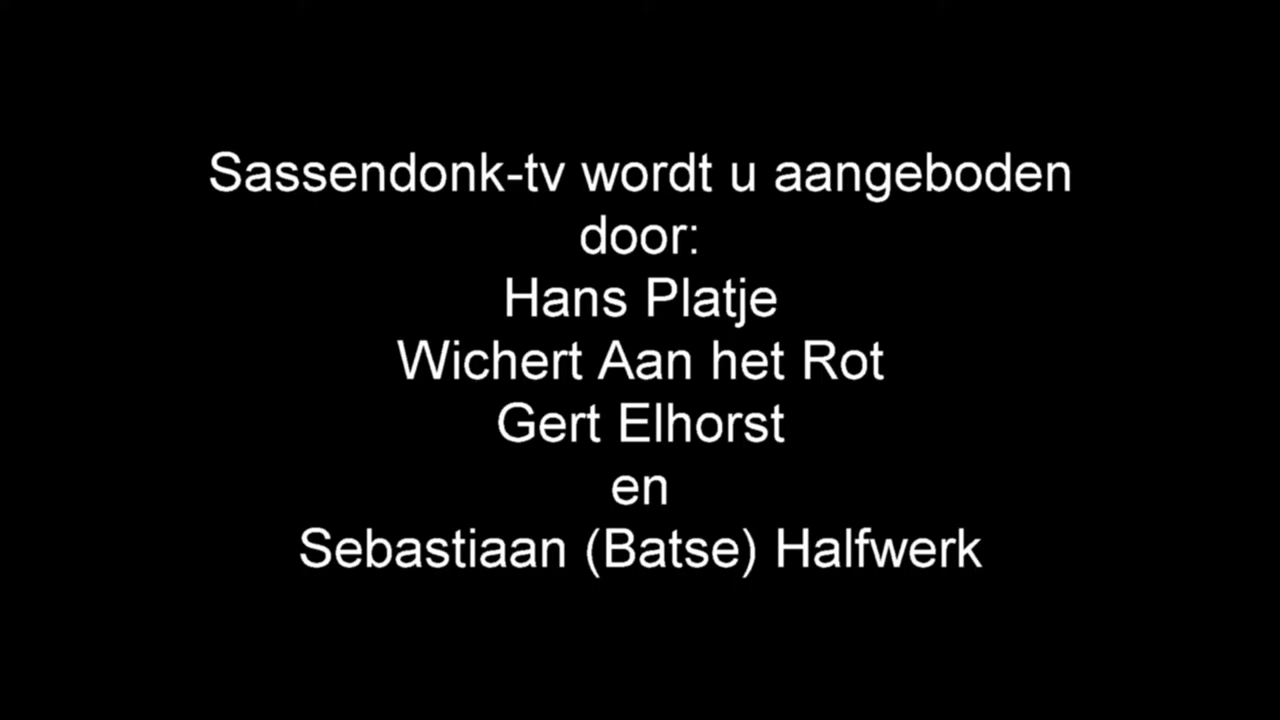 Sassendonk-tv wordt u aangeboden
door:
Hans Platje
Wichert Aan het Rot
Gert Elhorst
en
Sebastiaan (Batse) Halfwerk